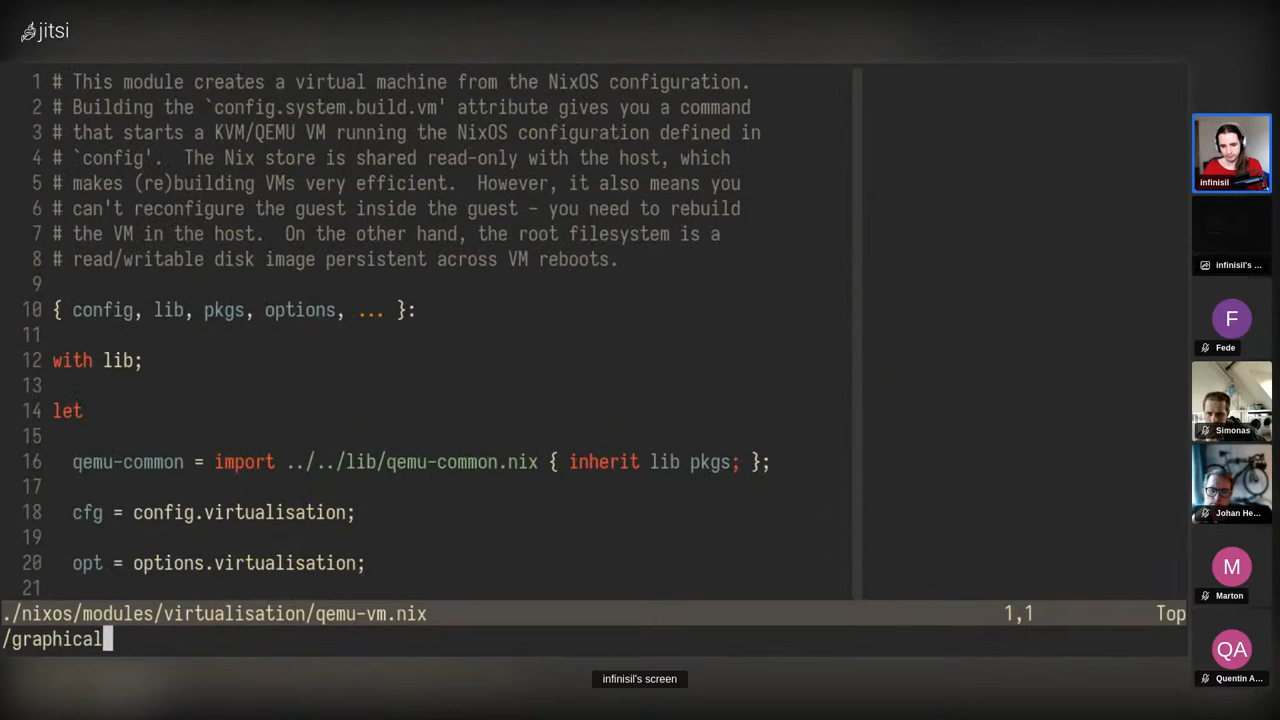 jitsi
1 # This module creates a virtual machine from the NixOS configuration.
2 # Building the `config.system.build.vm' attribute gives you a command
3 # that starts a KVM/QEMU VM running the NixOS configuration defined in
4 # `config'.  The Nix store is shared read-only with the host, which
5 # makes (re)building VMs very efficient.  However, it also means you
6 # can't reconfigure the guest inside the guest - you need to rebuild
7 # the VM in the host.  On the other hand, the root filesystem is a
8 # read/writable disk image persistent across VM reboots.
9
10 { config, lib, pkgs, options, ... }:
11
12 with lib;
13
14 let
15
16   qemu-common = import ../../lib/qemu-common.nix { inherit lib pkgs; };
17
18   cfg = config.virtualisation;
19
20   opt = options.virtualisation;
21
./nixos/modules/virtualisation/qemu-vm.nix 1,1 Top
/graphical
infinisil's screen
infinisil
infinisil's ...
F
Fede
Simonas
Johan He...
M
Marton
QA
Quentin A...